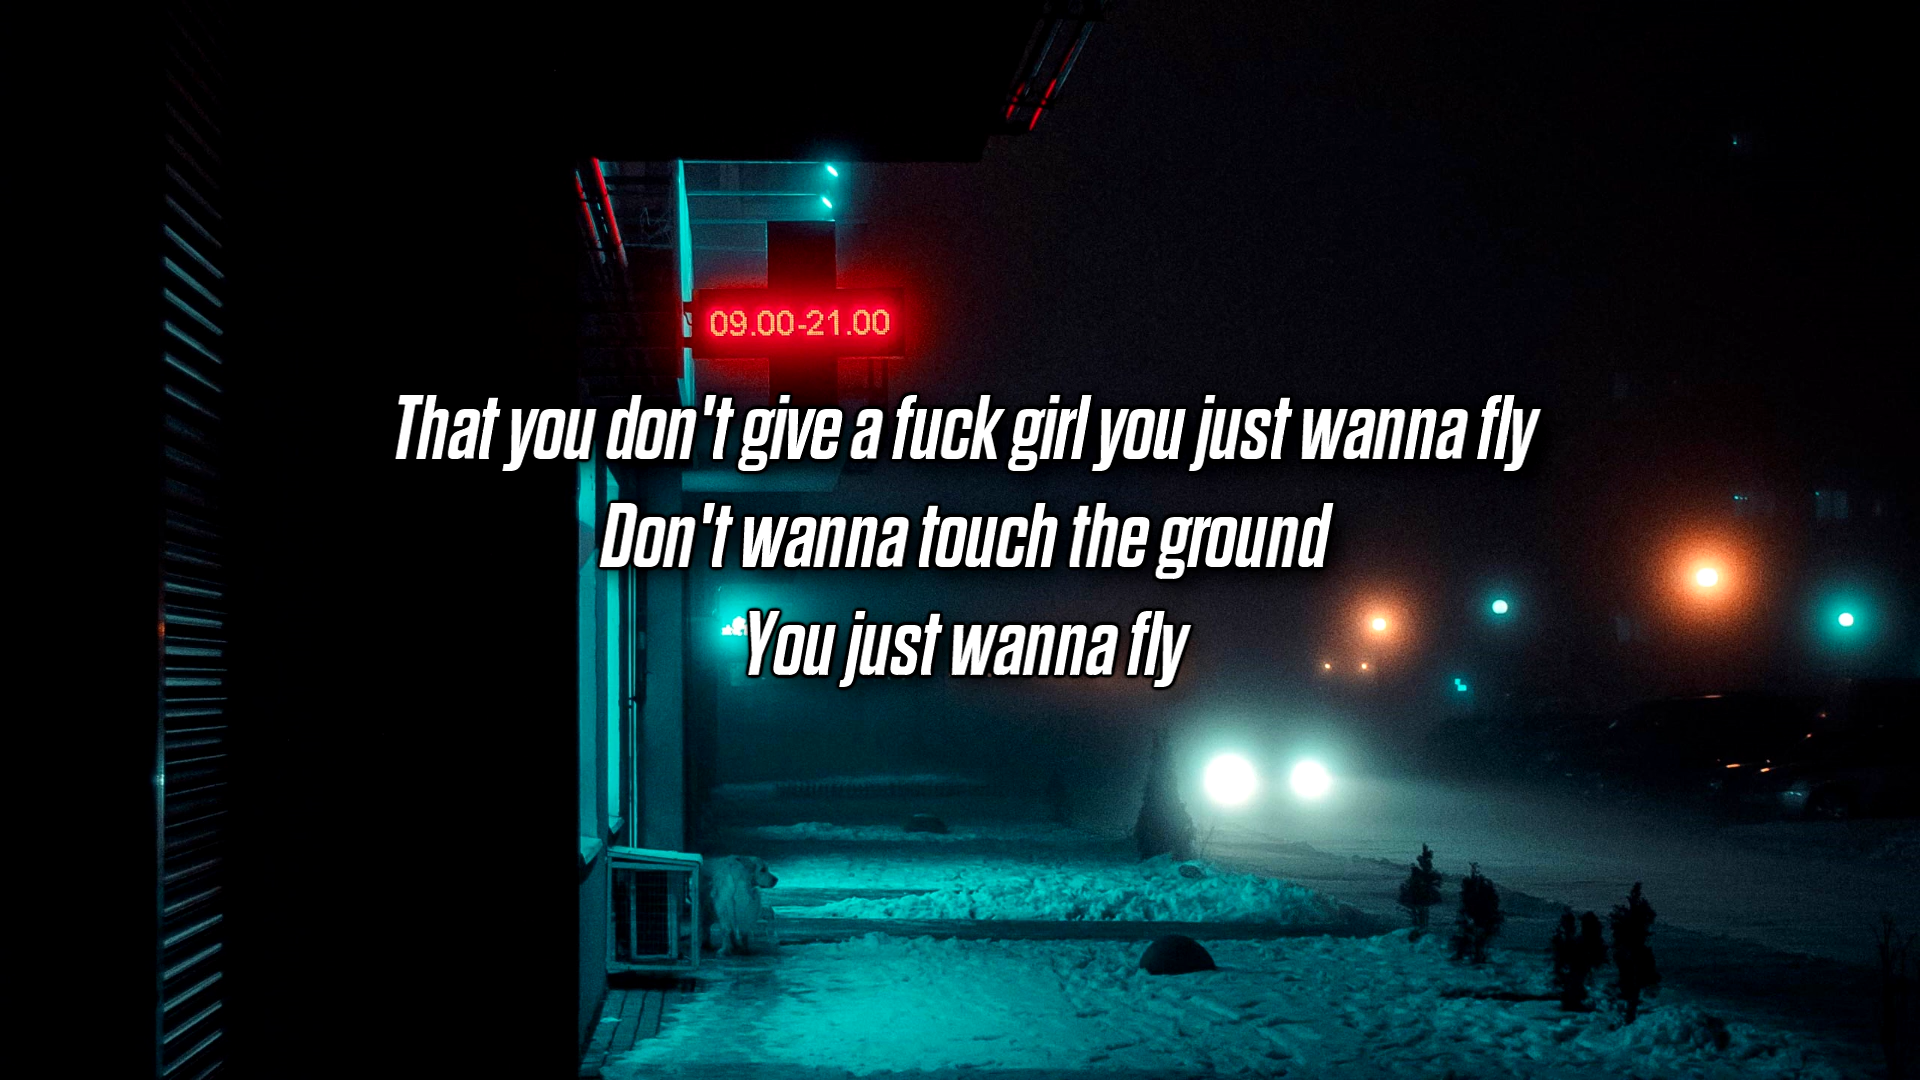 09.00-21.00
That you don't give a fuck girl you just wanna fly
Don't wanna touch the ground
You just wanna fly